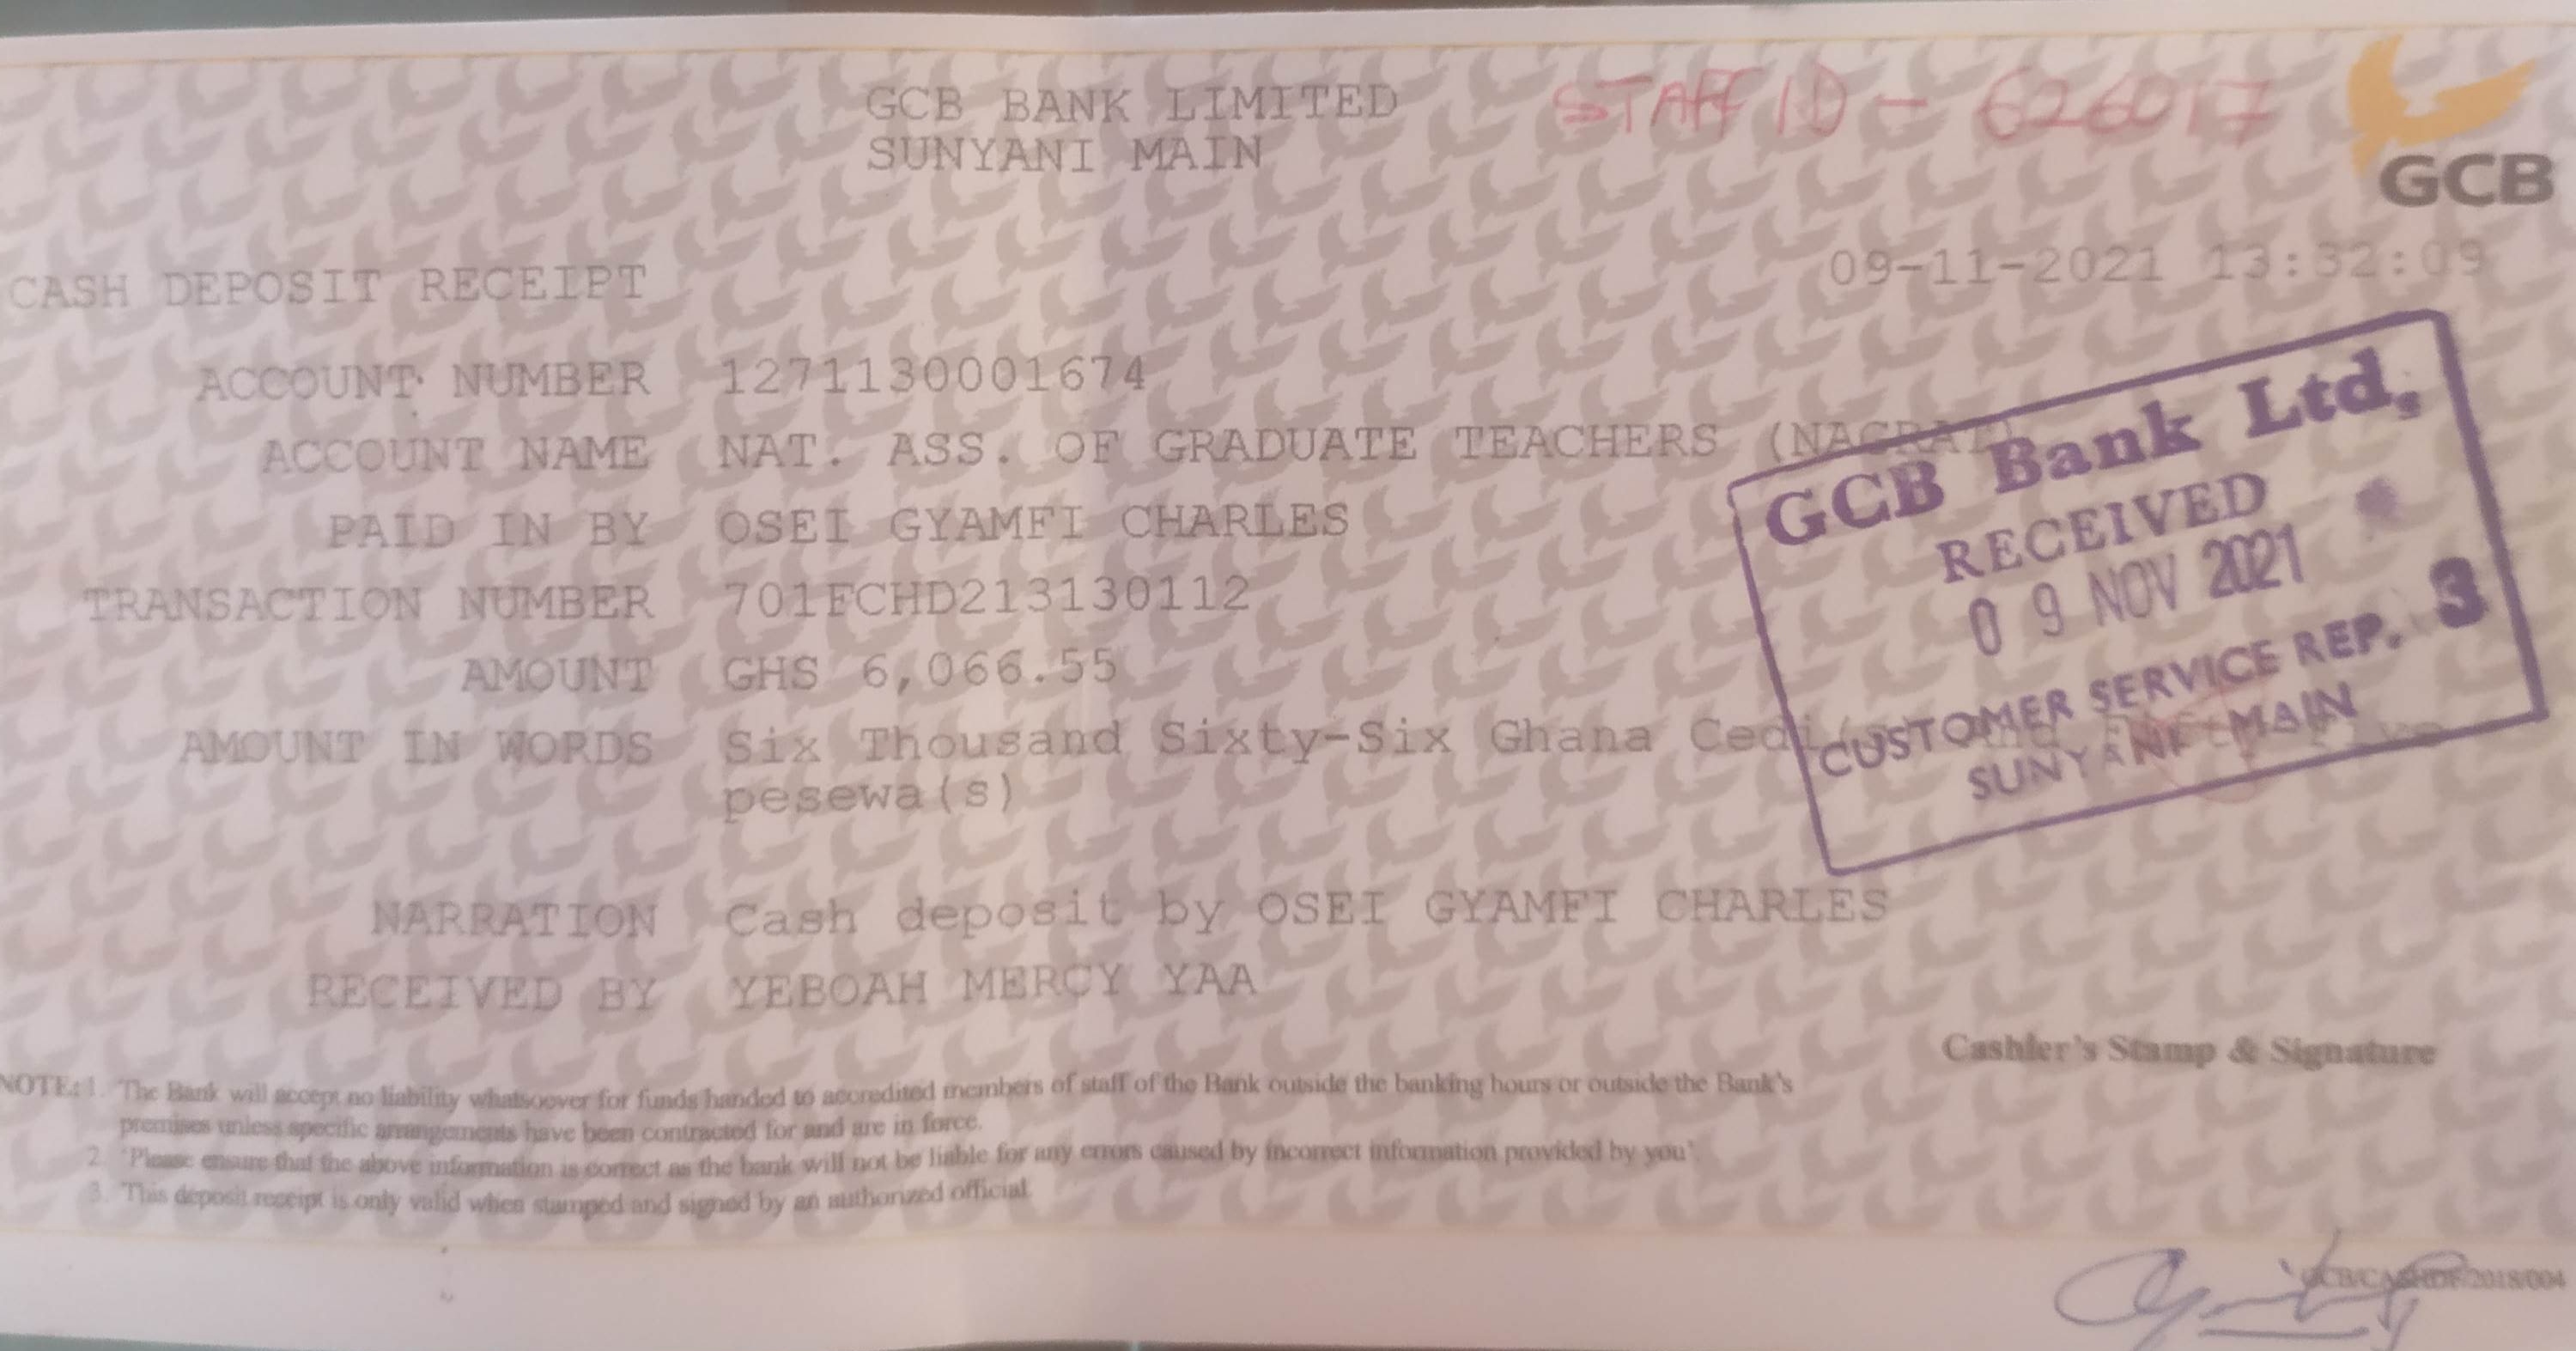 GCB BANK LIMITED
SUNYANI MAIN
STAFF ID - 626017
GCB
CASH DEPOSIT RECEIPT
09-11-2021 13:32:09
ACCOUNT NUMBER 1271130001674
ACCOUNT NAME NAT. ASS. OF GRADUATE TEACHERS (NAGRAT)
PAID IN BY OSEI GYAMFI CHARLES
TRANSACTION NUMBER 701FCHD213130112
AMOUNT GHS 6,066.55
AMOUNT IN WORDS Six Thousand Sixty-Six Ghana
pesewa(s)
GCB Bank Ltd,
RECEIVED
09 NOV 2021
CUSTOMER SERVICE REP. 3
SUNYANI MAIN
NARRATION Cash deposit by OSEI GYAMFI CHARLES
RECEIVED BY YEBOAH MERCY YAA
Cashier's Stamp & Signature
NOTE: 1. The Bank will accept no liability whatsoever for funds handed to accredited members of staff of the Bank outside the banking hours or outside the Bank's
premises unless specific arrangements have been contracted for and are in force.
2. 'Please ensure that the above information is correct as the bank will not be liable for any errors caused by incorrect information provided by you'.
3. This deposit receipt is only valid when stamped and signed by an authorized official